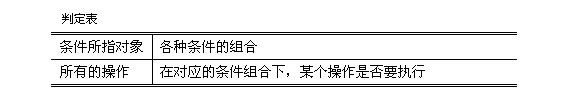 判定表
条件所指对象 各种条件的组合
所有的操作 在对应的条件组合下，某个操作是否要执行